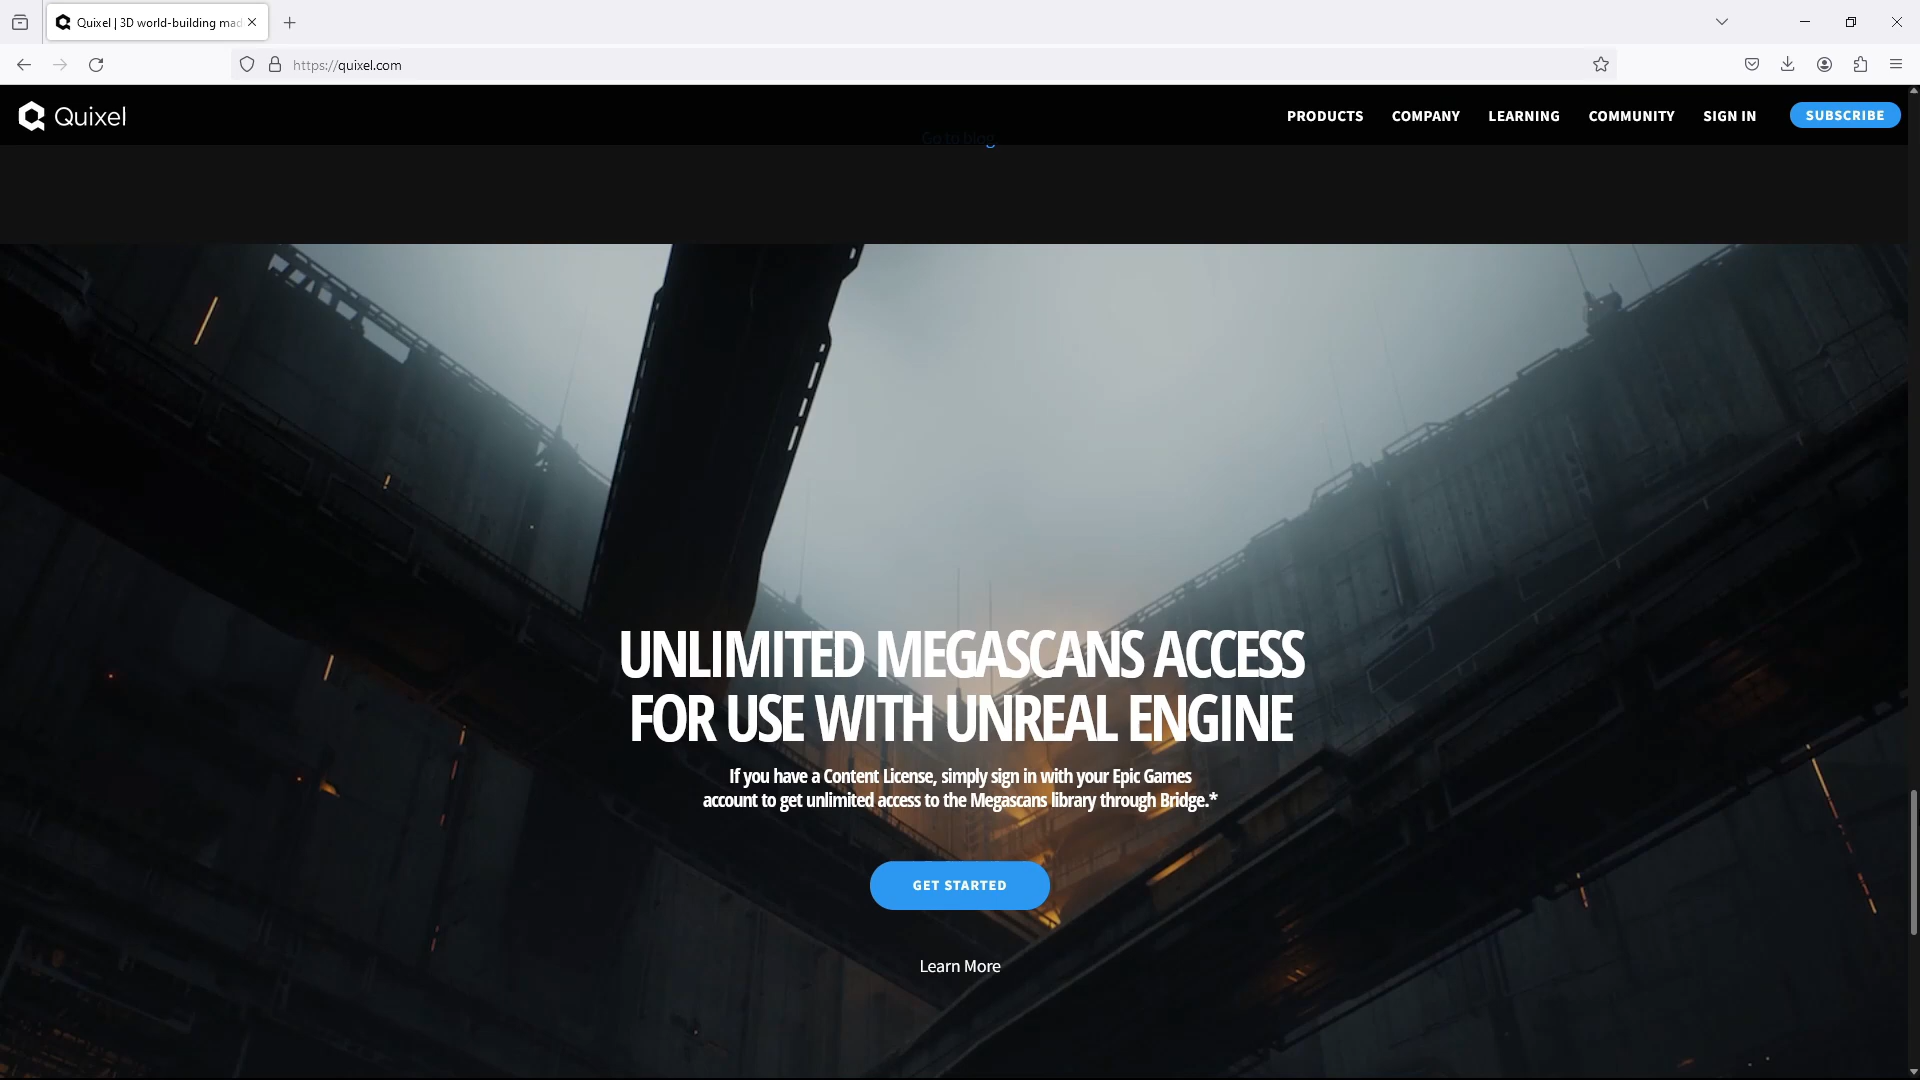 Quixel | 3D world-building mad
https://quixel.com
Quixel
PRODUCTS
COMPANY
LEARNING
COMMUNITY
SIGN IN
SUBSCRIBE
Go to blog
UNLIMITED MEGASCANS ACCESS
FOR USE WITH UNREAL ENGINE
If you have a Content License, simply sign in with your Epic Games
account to get unlimited access to the Megascans library through Bridge.*
GET STARTED
Learn More